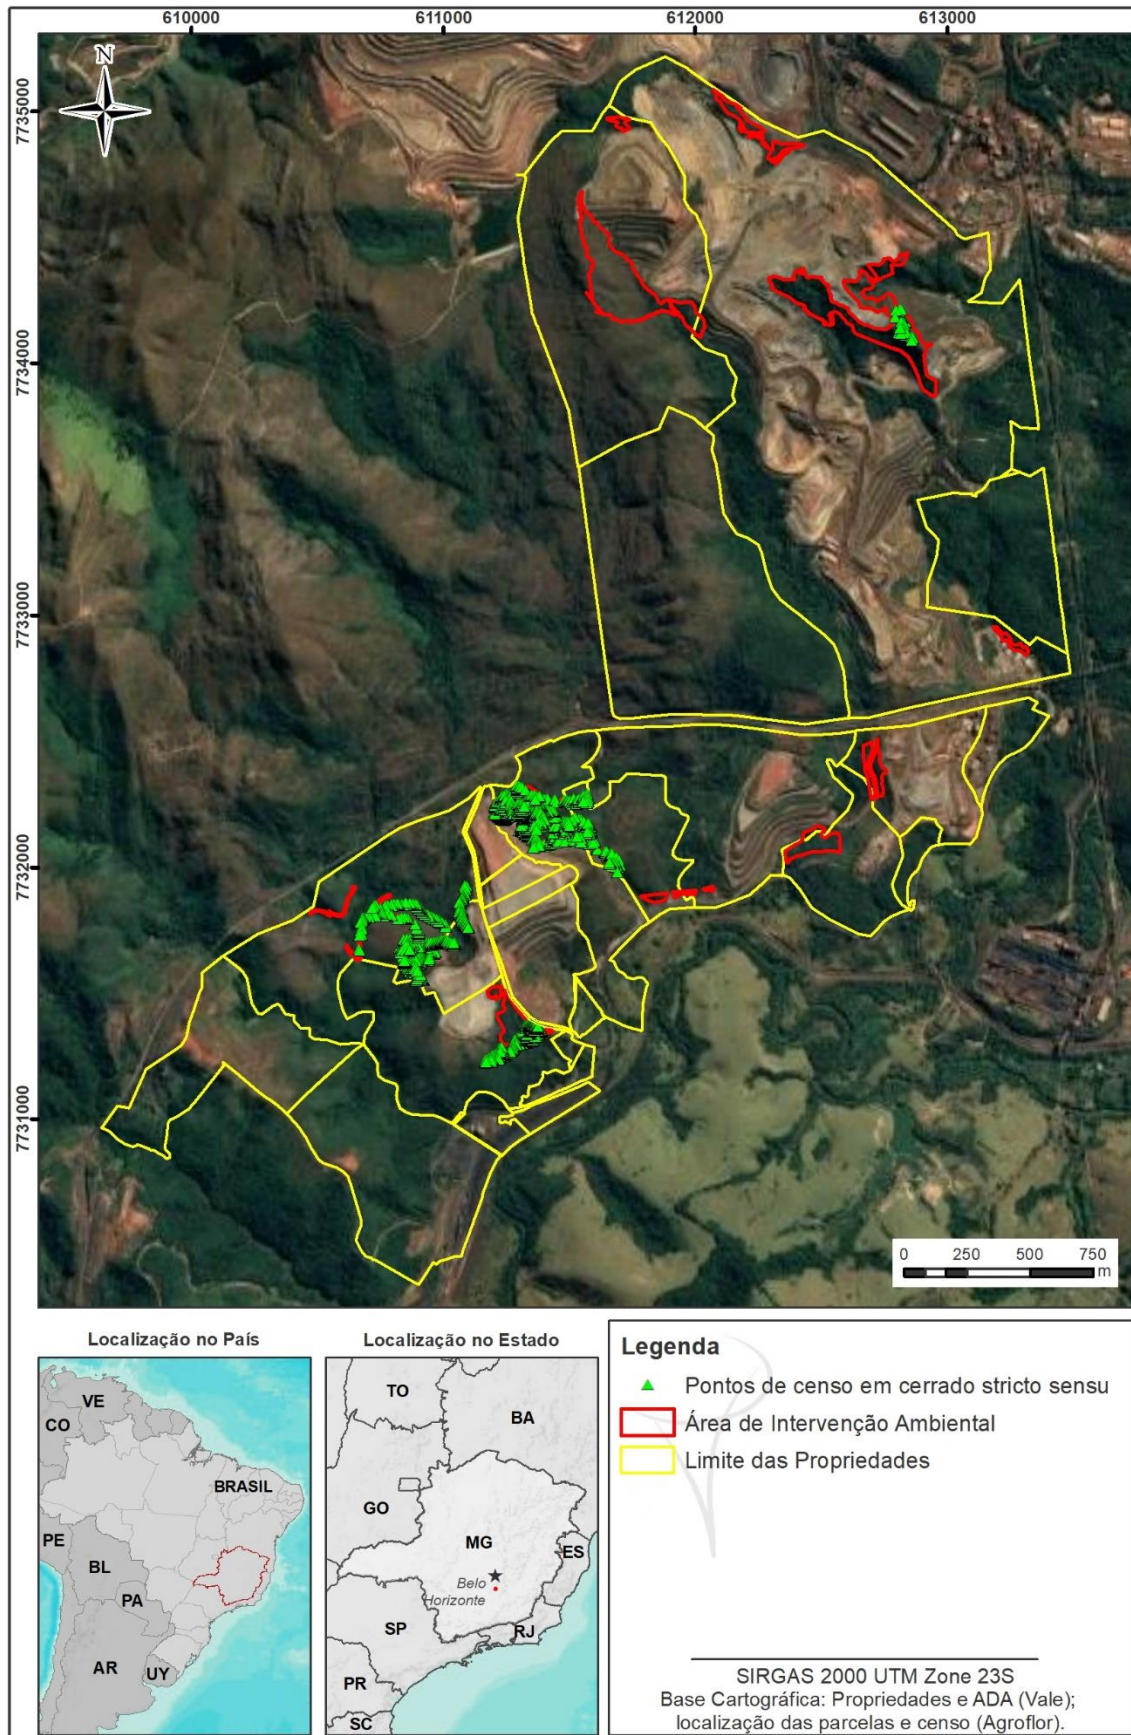 610000
611000
612000
613000
N
7735000
7734000
7733000
7732000
7731000
0 250 500 750
m
Localização no País
VE
CO
BRASIL
PE
BL
PA
AR
UY
Localização no Estado
TO
BA
GO
MG
ES
Belo
Horizonte
SP
RJ
PR
SC
Legenda
Pontos de censo em cerrado stricto sensu
Área de Intervenção Ambiental
Limite das Propriedades
SIRGAS 2000 UTM Zone 23S
Base Cartográfica: Propriedades e ADA (Vale);
localização das parcelas e censo (Agroflor).